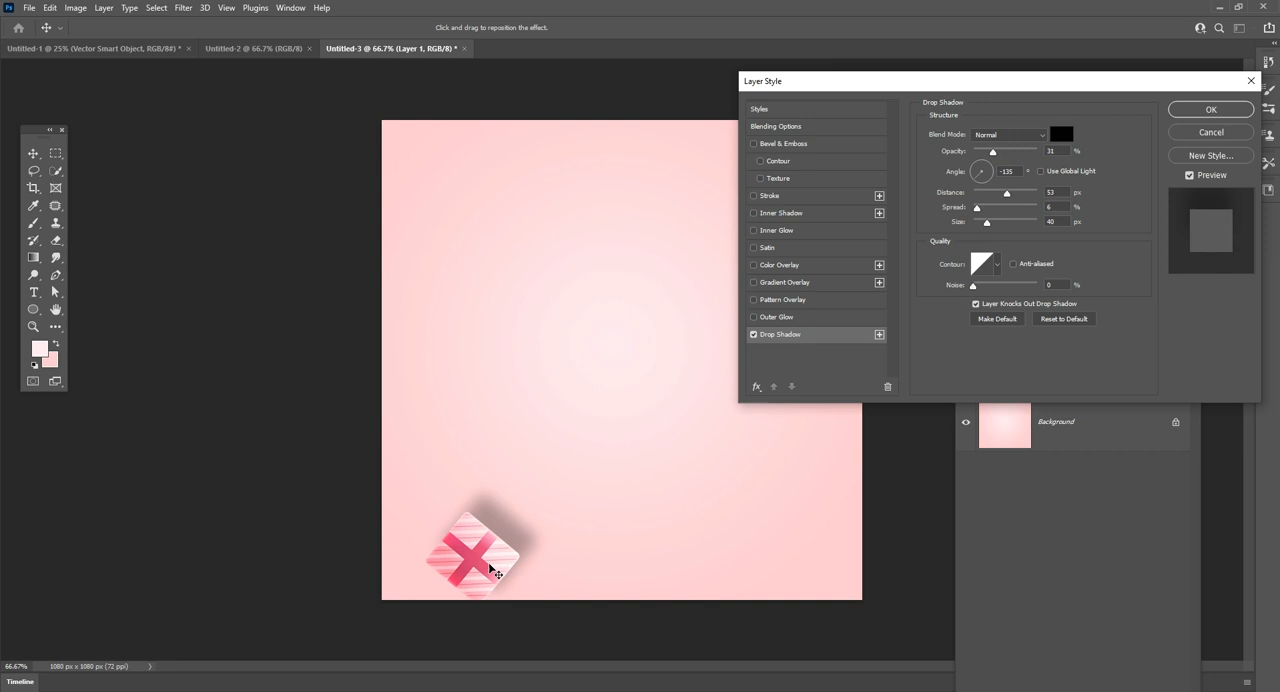 Ps File Edit Image Layer Type Select Filter 3D View Plugins Window Help
Click and drag to reposition the effect.
Untitled-1 @ 25% (Vector Smart Object, RGB/8#) * × Untitled-2 @ 66.7% (RGB/8) × Untitled-3 @ 66.7% (Layer 1, RGB/8) * ×
Layer Style
Styles
Blending Options
Bevel & Emboss
Contour
Texture
Stroke
Inner Shadow
Inner Glow
Satin
Color Overlay
Gradient Overlay
Pattern Overlay
Outer Glow
Drop Shadow
fx
Drop Shadow
Structure
Blend Mode: Normal
Opacity: 31 %
Angle: -135 ° Use Global Light
Distance: 53 px
Spread: 6 %
Size: 40 px
Quality
Contour: Anti-aliased
Noise: 0 %
Layer Knocks Out Drop Shadow
Make Default Reset to Default
OK
Cancel
New Style...
Preview
Background
66.67% 1080 px x 1080 px (72 ppi)
Timeline